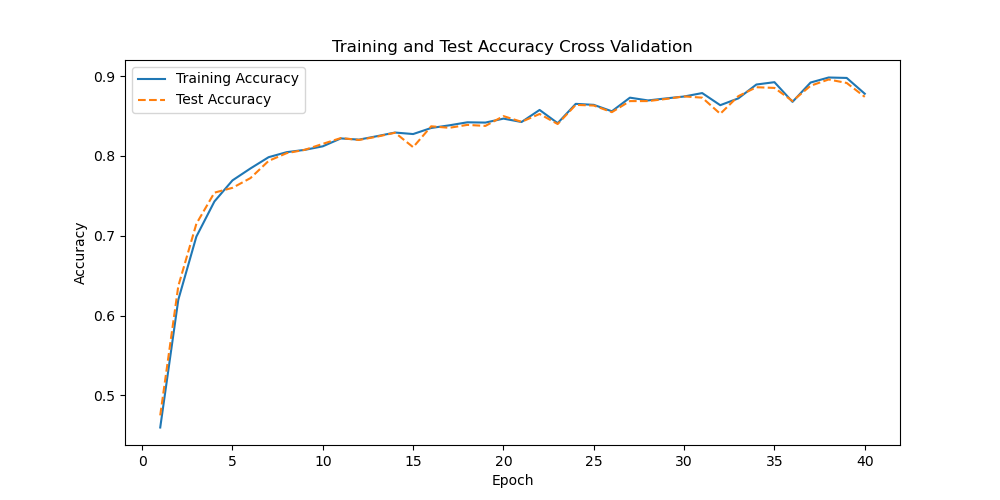 Training and Test Accuracy Cross Validation
Training Accuracy
Test Accuracy
0.9
0.8
0.7
0.6
0.5
Accuracy
0 5 10 15 20 25 30 35 40
Epoch